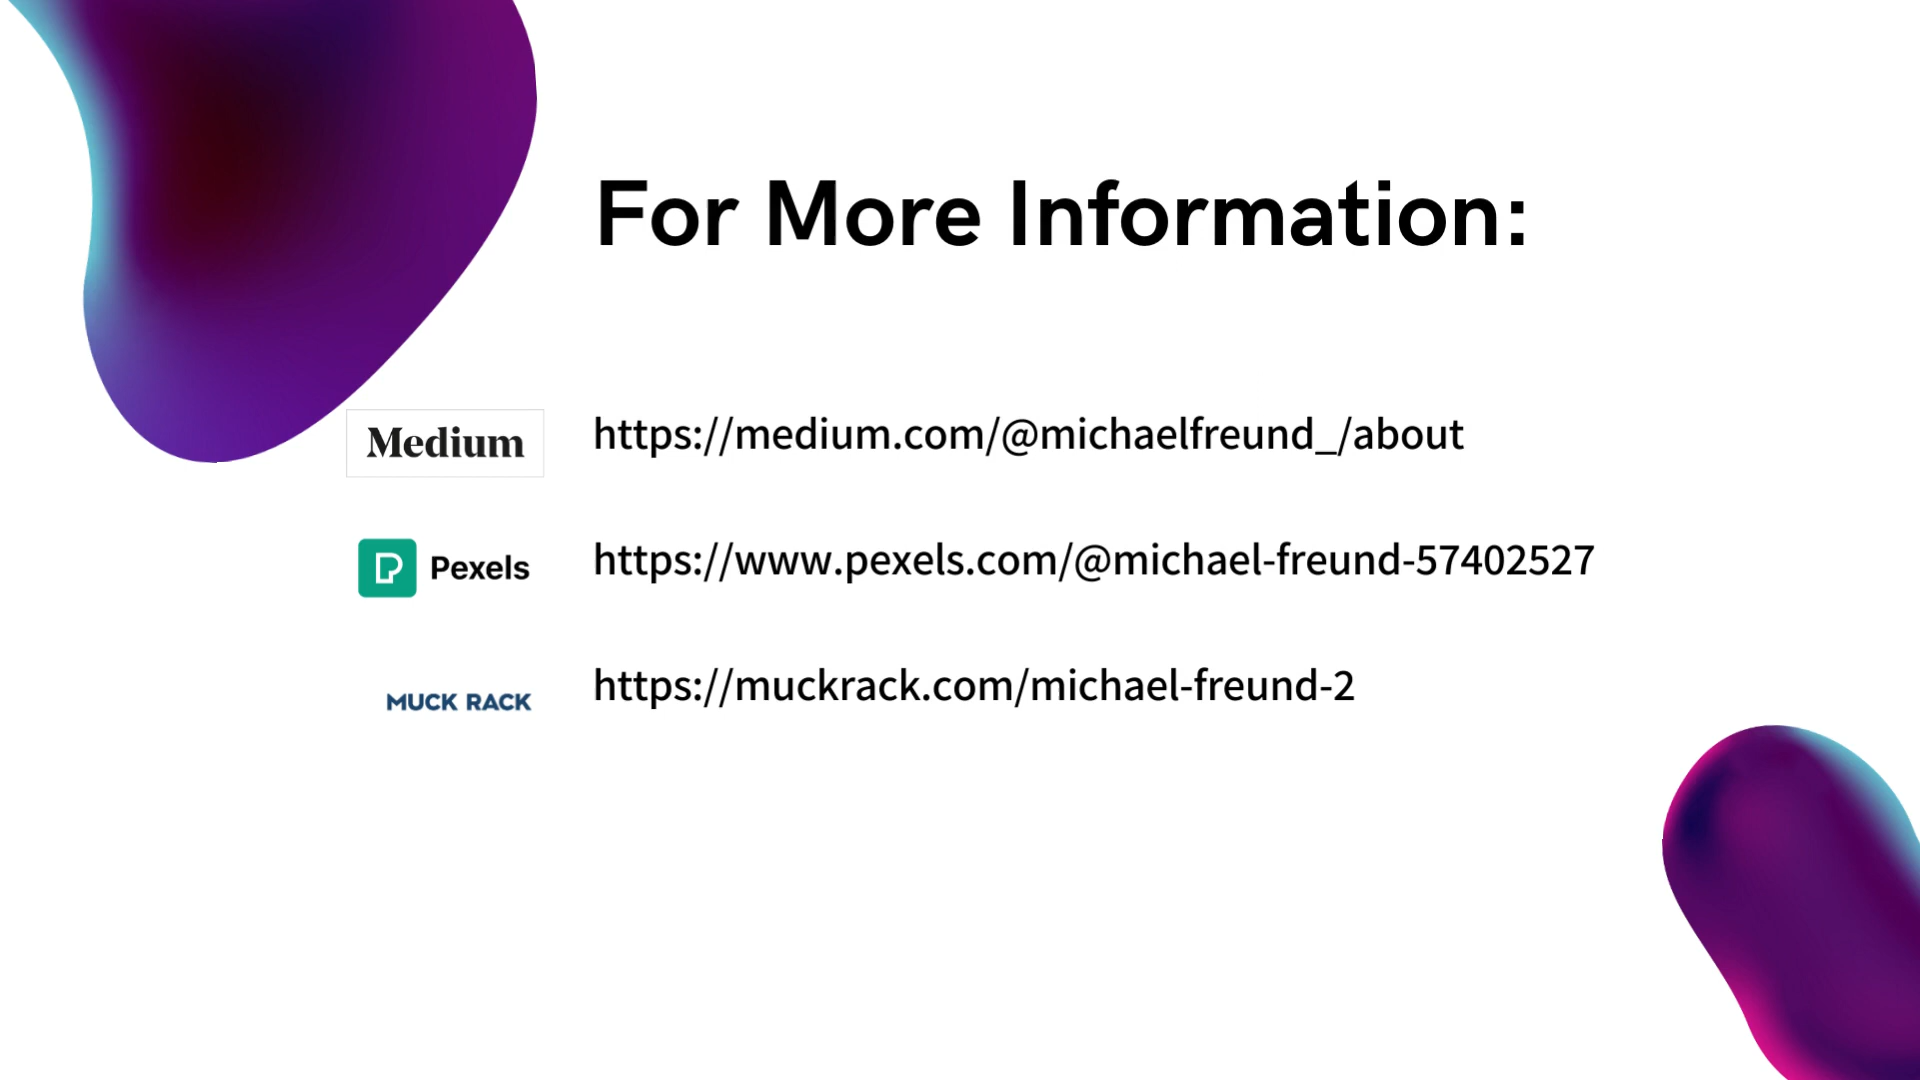 For More Information:
Medium https://medium.com/@michaelfreund_/about
Pexels https://www.pexels.com/@michael-freund-57402527
MUCK RACK https://muckrack.com/michael-freund-2